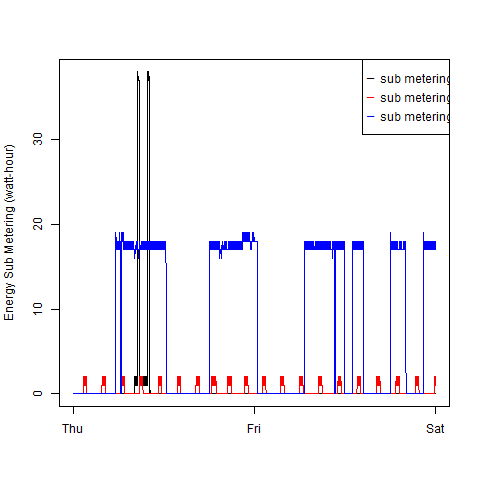 sub metering
sub metering
sub metering
Energy Sub Metering (watt-hour)
30
20
10
0
Thu Fri Sat